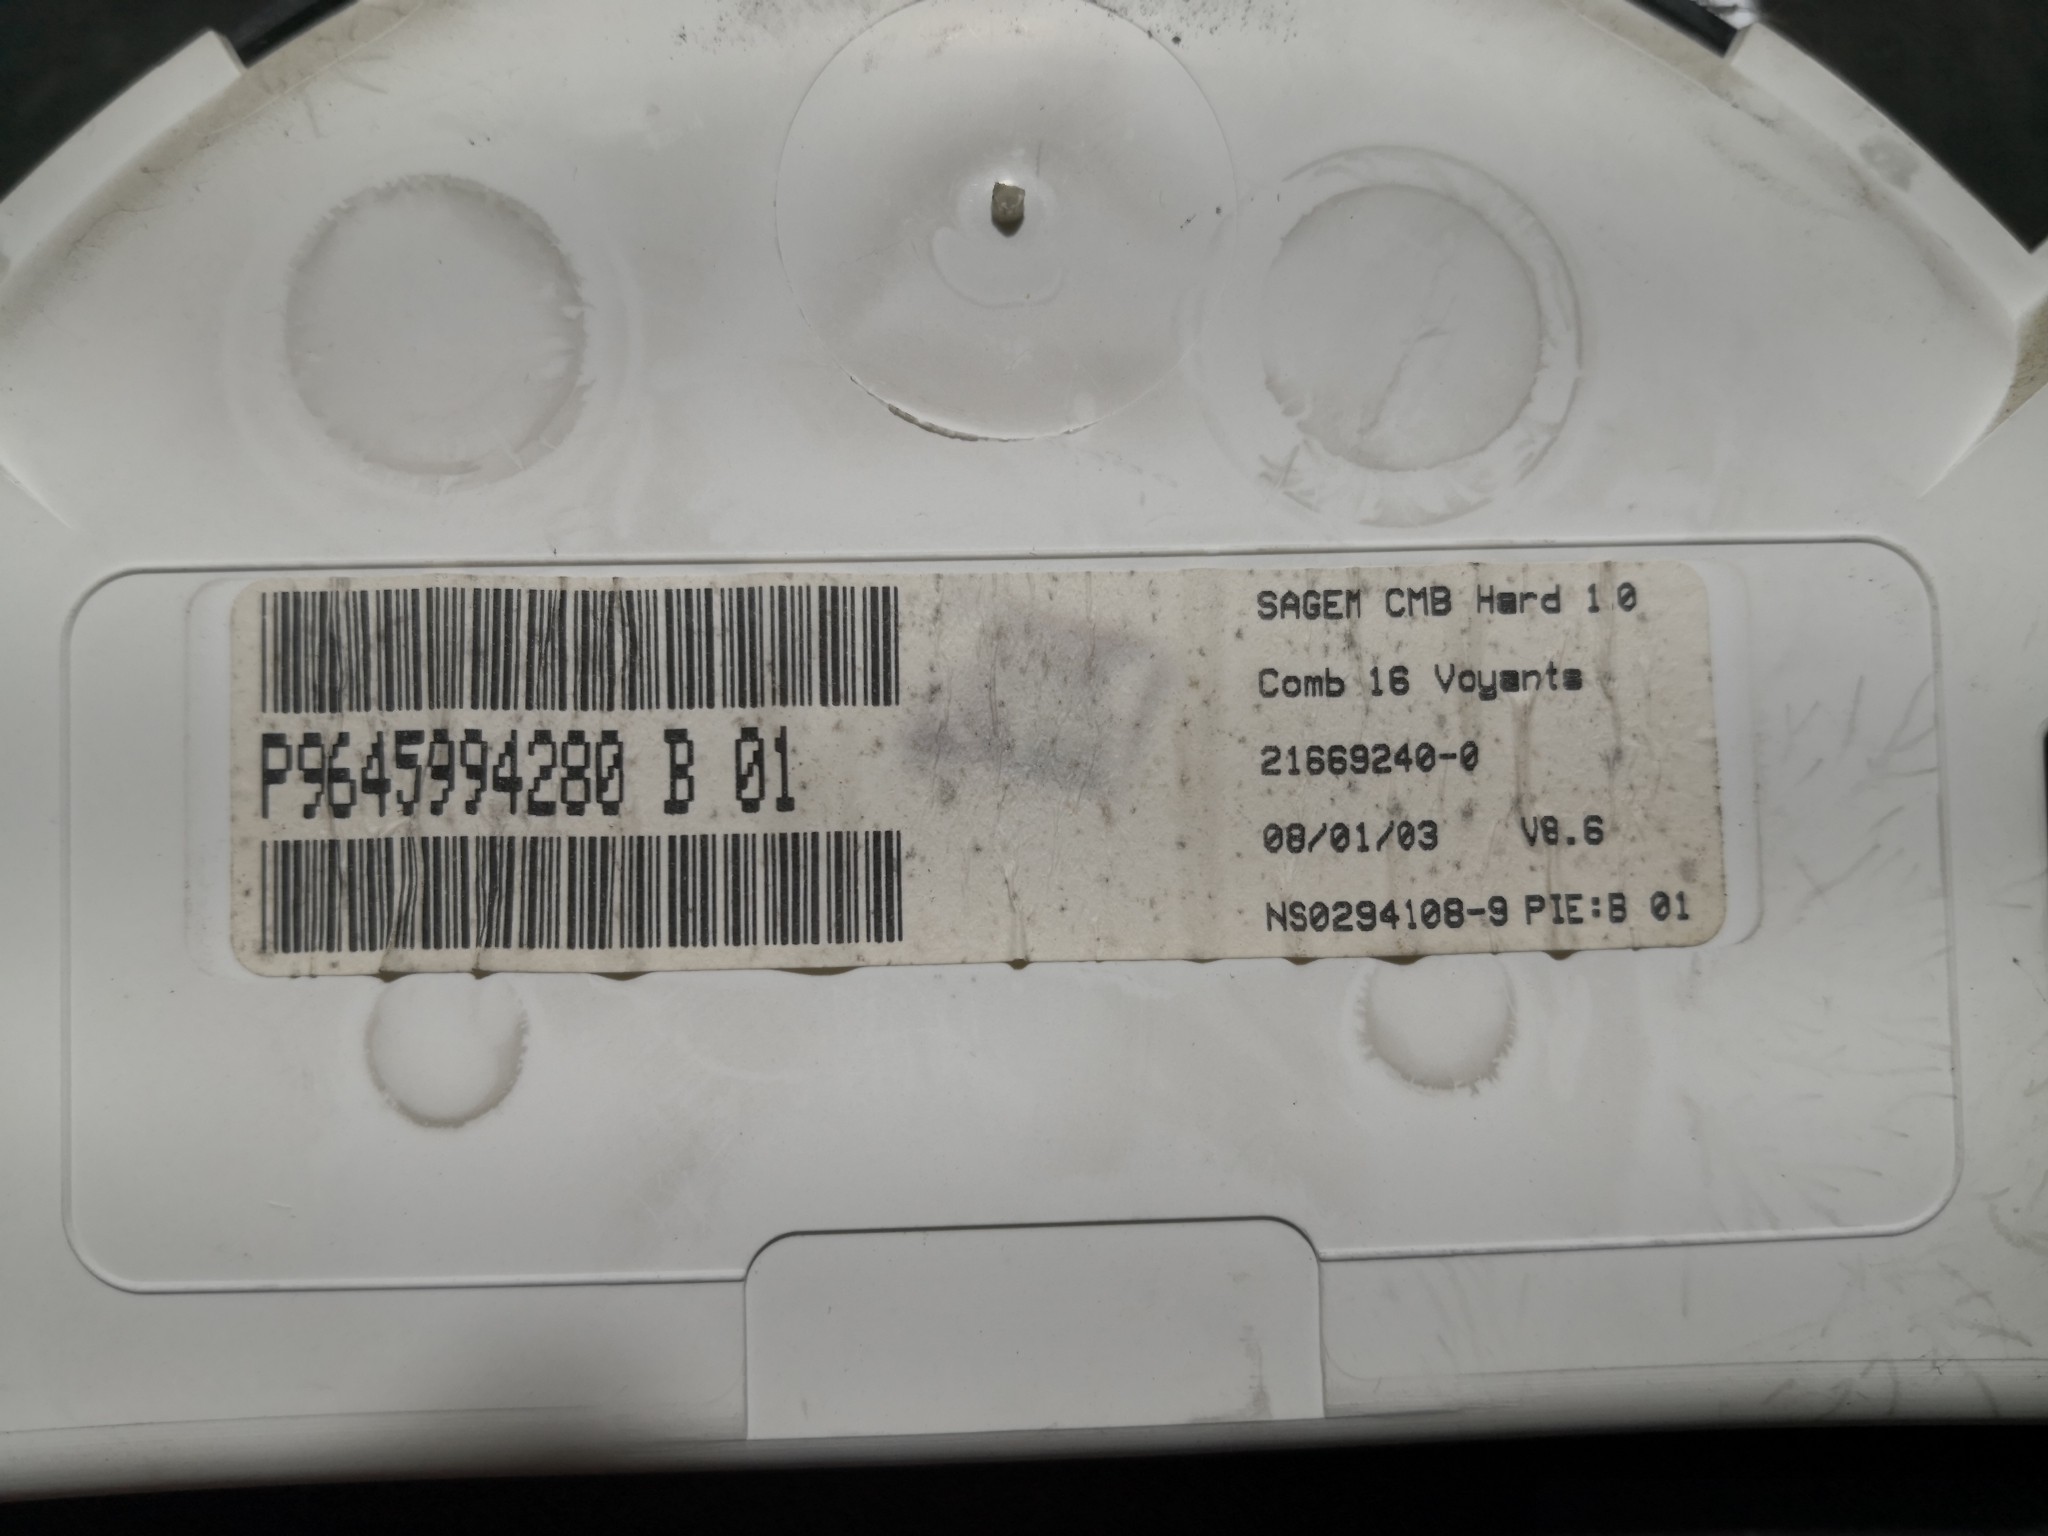 P9645994280 B 01
SAGEM CMB Hard 1.0
Comb 16 Voyants
21669240-0
08/01/03 V8.6
NS0294108-9 PIE:B 01